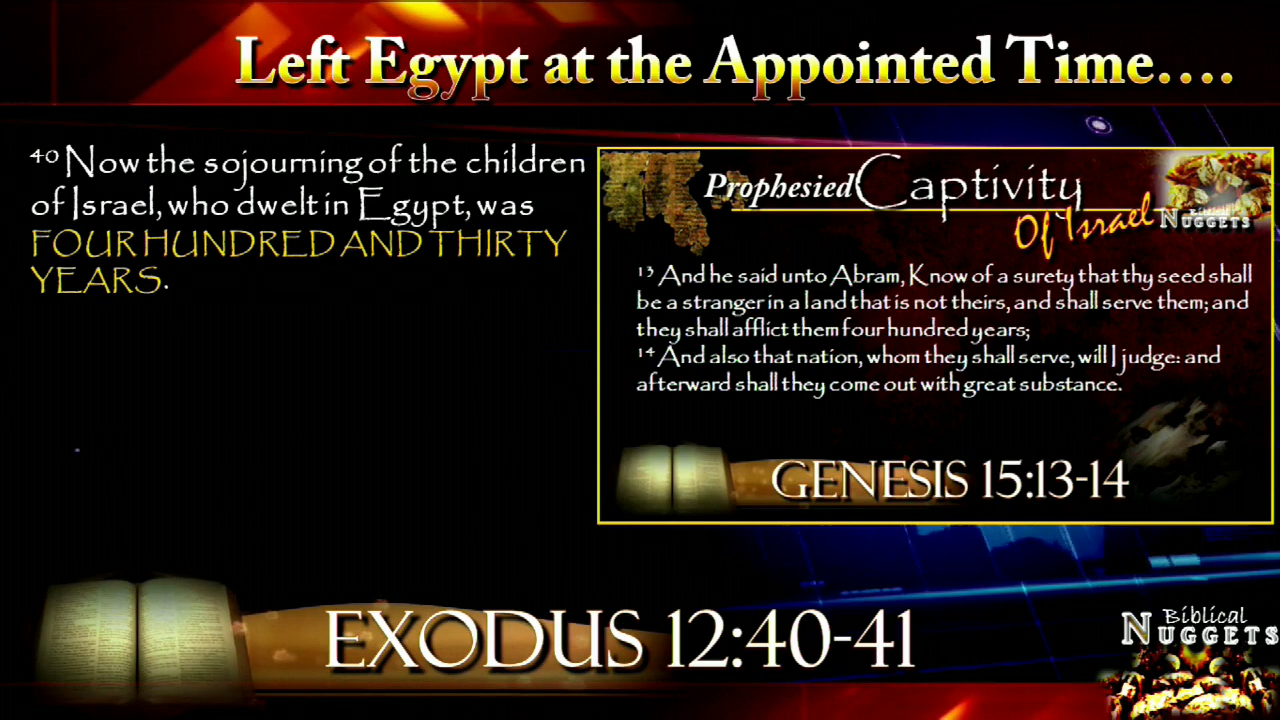 Left Egypt at the Appointed Time....
40 Now the sojourning of the children
of Israel, who dwelt in Egypt, was
FOUR HUNDRED AND THIRTY
YEARS.
Prophesied Captivity
Of Israel
Biblical
NUGGETS
13 And he said unto Abram, Know of a surety that thy seed shall
be a stranger in a land that is not theirs, and shall serve them; and
they shall afflict them four hundred years;
14 And also that nation, whom they shall serve, will I judge: and
afterward shall they come out with great substance.
GENESIS 15:13-14
EXODUS 12:40-41
Biblical
NUGGETS